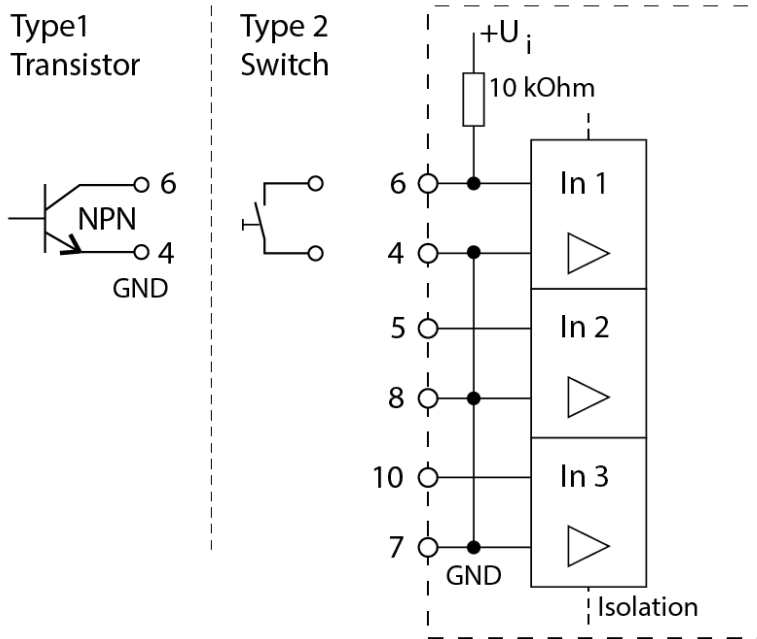 Type1
Transistor
Type 2
Switch
+U i
10 kOhm
6
NPN
4
GND
6
In 1
4
5
In 2
8
10
In 3
7
GND
Isolation